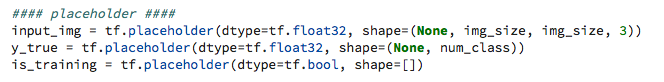 #### placeholder ####
input_img = tf.placeholder(dtype=tf.float32, shape=(None, img_size, img_size, 3))
y_true = tf.placeholder(dtype=tf.float32, shape=(None, num_class))
is_training = tf.placeholder(dtype=tf.bool, shape=[])